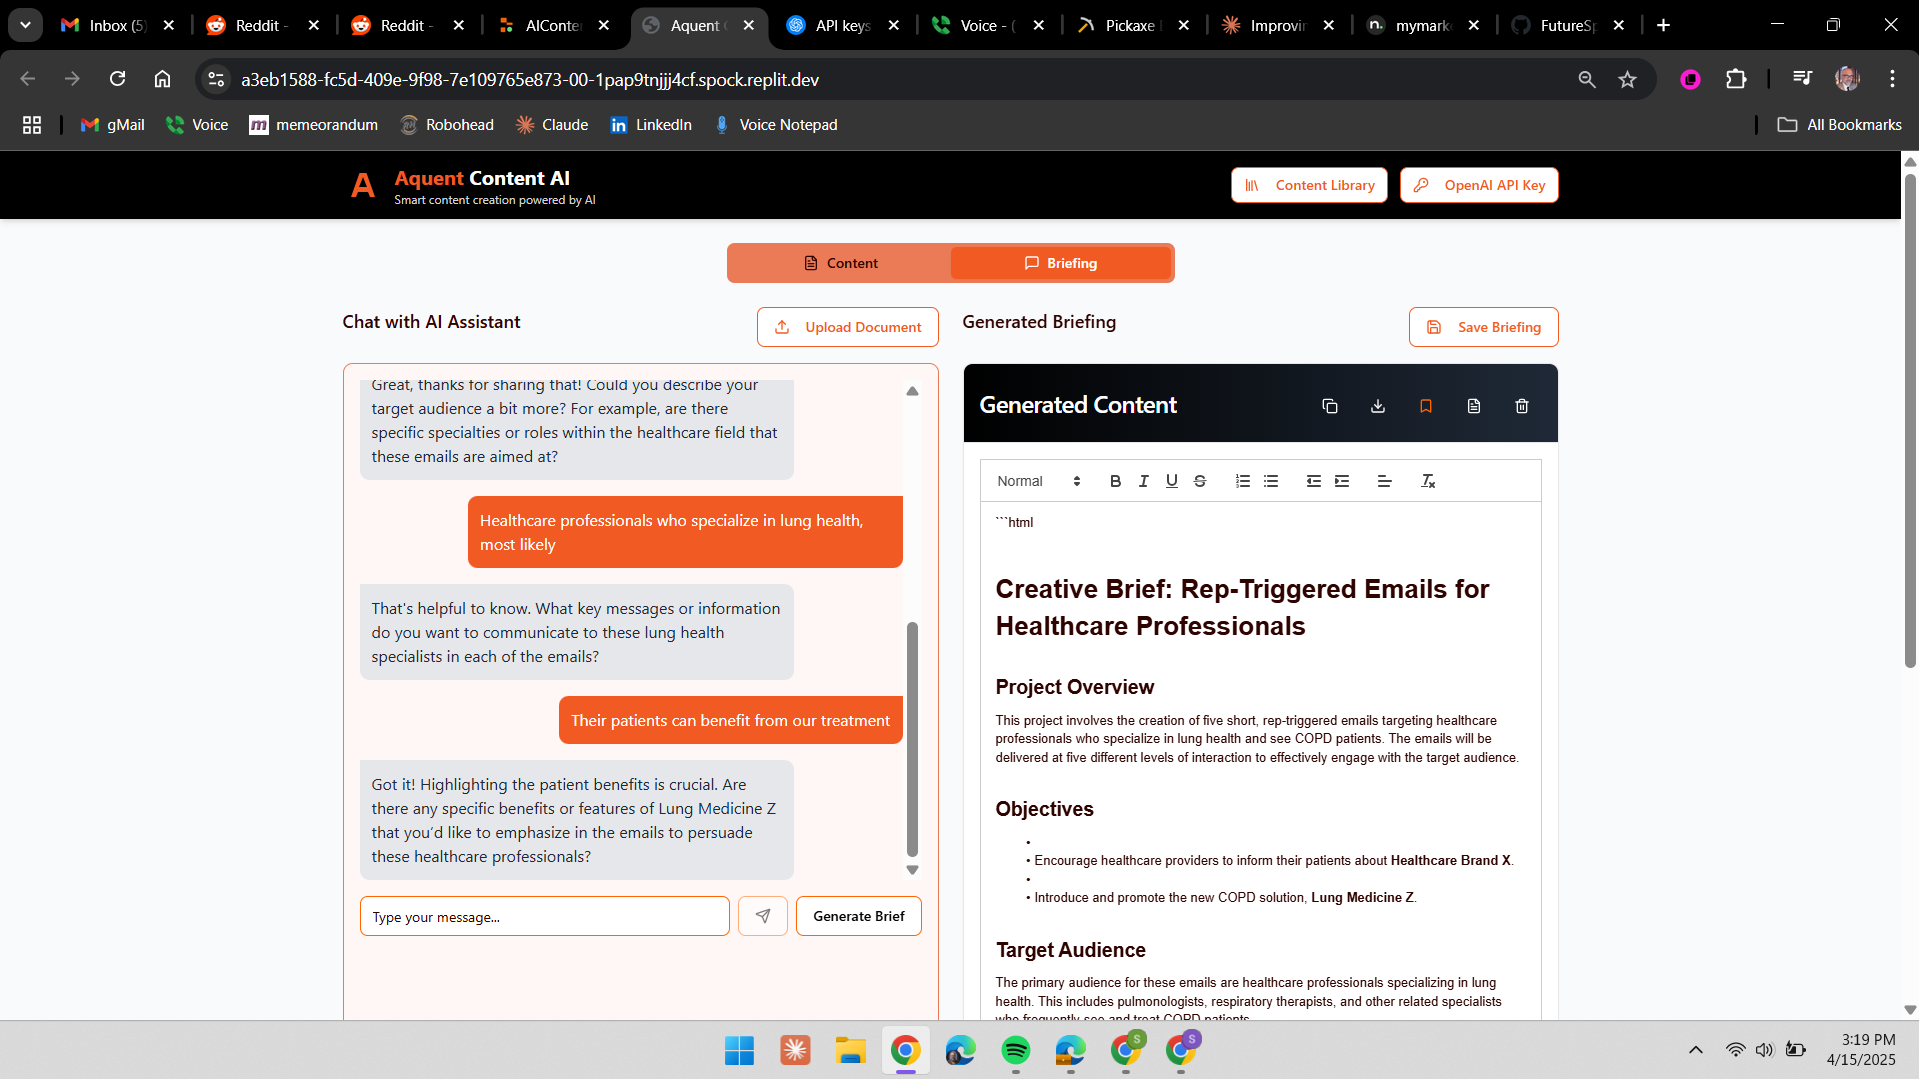 Inbox (5)
Reddit -
Reddit -
AIConte
Aquent C
API keys
Voice - (
Pickaxe
Improvin
mymark
FutureSp
a3eb1588-fc5d-409e-9f98-7e109765e873-00-1pap9tnjjj4cf.spock.replit.dev
gMail
Voice
memeorandum
Robohead
Claude
LinkedIn
Voice Notepad
All Bookmarks
Aquent Content AI
Smart content creation powered by AI
Content Library
OpenAI API Key
Content
Briefing
Chat with AI Assistant
Upload Document
Great, thanks for sharing that! Could you describe your
target audience a bit more? For example, are there
specific specialties or roles within the healthcare field that
these emails are aimed at?
Healthcare professionals who specialize in lung health,
most likely
That's helpful to know. What key messages or information
do you want to communicate to these lung health
specialists in each of the emails?
Their patients can benefit from our treatment
Got it! Highlighting the patient benefits is crucial. Are
there any specific benefits or features of Lung Medicine Z
that you'd like to emphasize in the emails to persuade
these healthcare professionals?
Type your message...
Generate Brief
Generated Briefing
Save Briefing
Generated Content
Normal
```html
Creative Brief: Rep-Triggered Emails for
Healthcare Professionals
Project Overview
This project involves the creation of five short, rep-triggered emails targeting healthcare
professionals who specialize in lung health and see COPD patients. The emails will be
delivered at five different levels of interaction to effectively engage with the target audience.
Objectives
•
• Encourage healthcare providers to inform their patients about Healthcare Brand X.
•
• Introduce and promote the new COPD solution, Lung Medicine Z.
Target Audience
The primary audience for these emails are healthcare professionals specializing in lung
health. This includes pulmonologists, respiratory therapists, and other related specialists
who frequently see and treat COPD patients.
3:19 PM
4/15/2025